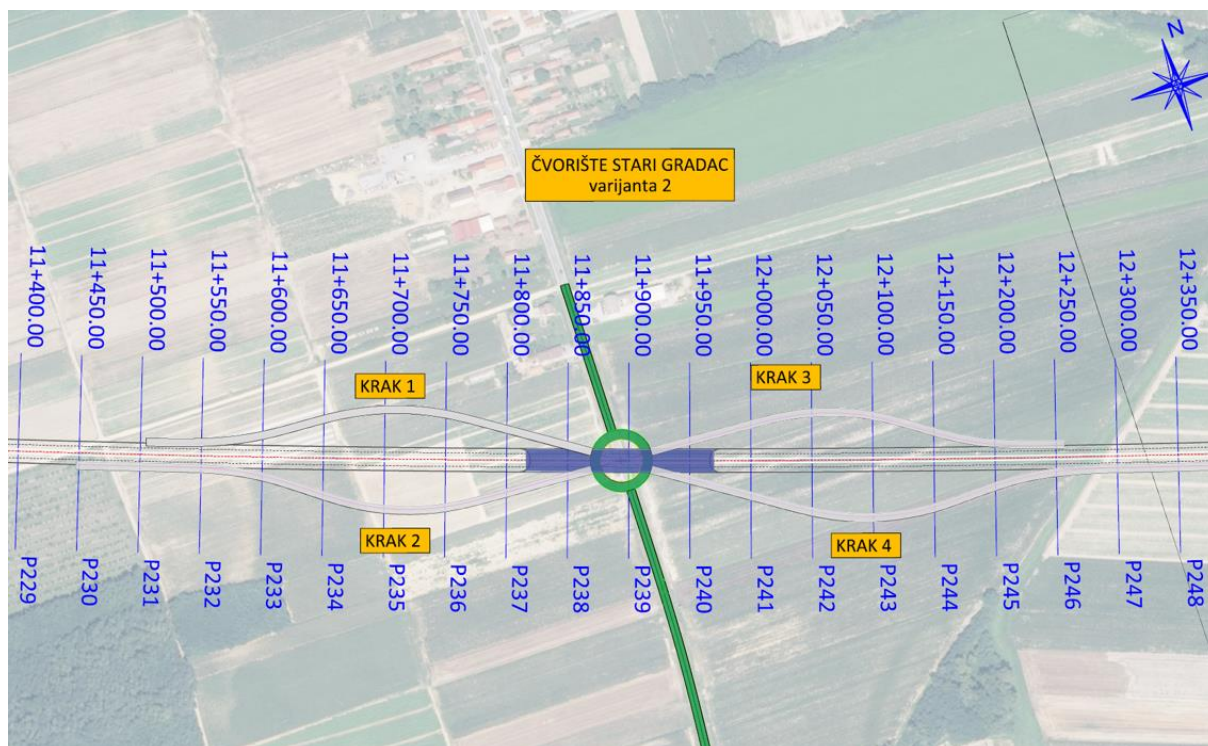 Z
ČVORIŠTE STARI GRADAC
varijanta 2
11+400.00
11+450.00
11+500.00
11+550.00
11+600.00
11+650.00
11+700.00
11+750.00
11+800.00
11+850.00
11+900.00
11+950.00
12+000.00
12+050.00
12+100.00
12+150.00
12+200.00
12+250.00
12+300.00
12+350.00
KRAK 1
KRAK 3
KRAK 2
KRAK 4
P229
P230
P231
P232
P233
P234
P235
P236
P237
P238
P239
P240
P241
P242
P243
P244
P245
P246
P247
P248